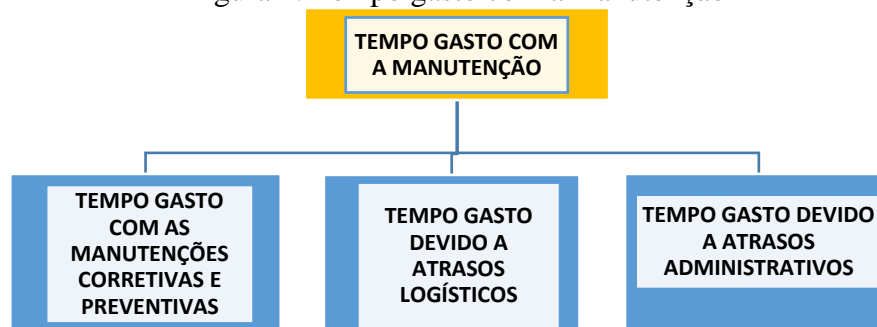 TEMPO GASTO COM
A MANUTENÇÃO
TEMPO GASTO
COM AS
MANUTENÇÕES
CORRETIVAS E
PREVENTIVAS
TEMPO GASTO
DEVIDO A
ATRASOS
LOGÍSTICOS
TEMPO GASTO DEVIDO
A ATRASOS
ADMINISTRATIVOS